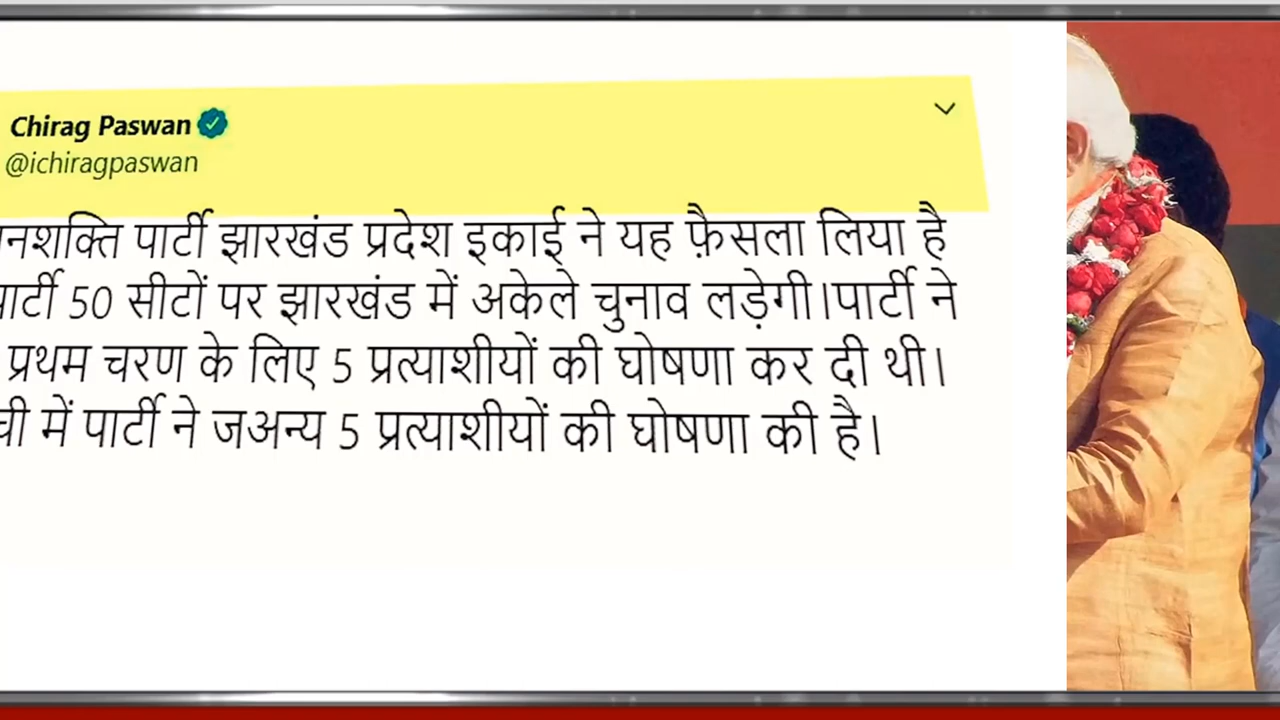 Chirag Paswan
@ichiragpaswan
नशक्ति पार्टी झारखंड प्रदेश इकाई ने यह फ़ैसला लिया है
पार्टी 50 सीटों पर झारखंड में अकेले चुनाव लड़ेगी।पार्टी ने
प्रथम चरण के लिए 5 प्रत्याशीयों की घोषणा कर दी थी।
में पार्टी ने जअन्य 5 प्रत्याशीयों की घोषणा की है।